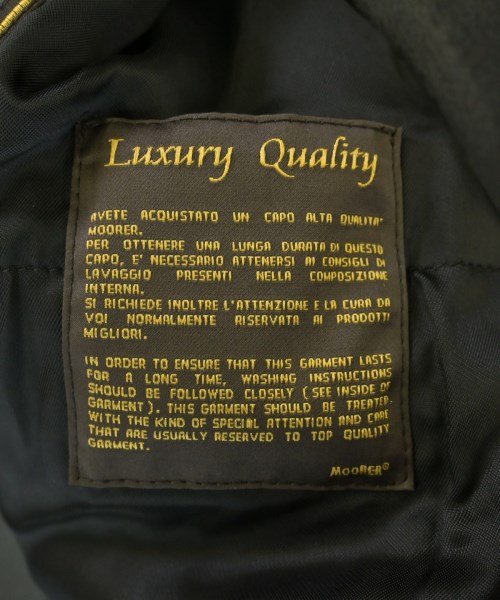 Luxury Quality
AVETE ACQUISTATO UN CAPO ALTA QUALITA'
MOORER.
PER OTTENERE UNA LUNGA DURATA DI QUESTO
CAPO, E' NECESSARIO ATTENERSI AI CONSIGLI DI
LAVAGGIO PRESENTI NELLA COMPOSIZIONE
INTERNA.
SI RICHIEDE INOLTRE L'ATTENZIONE E LA CURA DA
VOI NORMALMENTE RISERVATA AI PRODOTTI
MIGLIORI.
IN ORDER TO ENSURE THAT THIS GARMENT LASTS
FOR A LONG TIME, WASHING INSTRUCTIONS
SHOULD BE FOLLOWED CLOSELY (SEE INSIDE OF
GARMENT). THIS GARMENT SHOULD BE TREATED
WITH THE KIND OF SPECIAL ATTENTION AND CARE
THAT ARE USUALLY RESERVED TO TOP QUALITY
GARMENT.
MOORER®